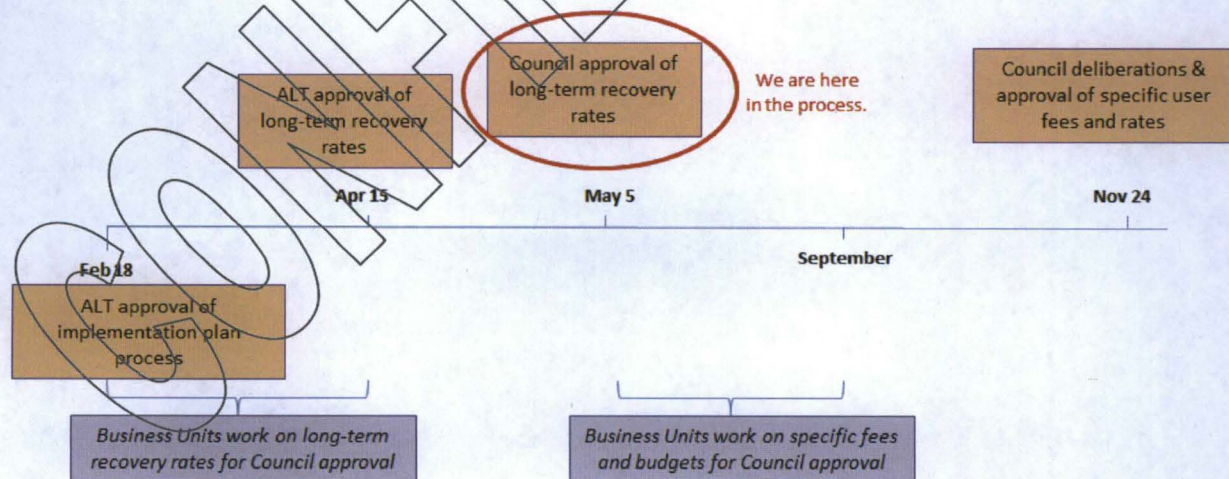 ALT approval of
long-term recovery
rates
Council approval of
long-term recovery
rates
We are here
in the process.
Council deliberations &
approval of specific user
fees and rates
Apr 15
May 5
Nov 24
Feb 18
September
ALT approval of
implementation plan
process
Business Units work on long-term
recovery rates for Council approval
Business Units work on specific fees
and budgets for Council approval